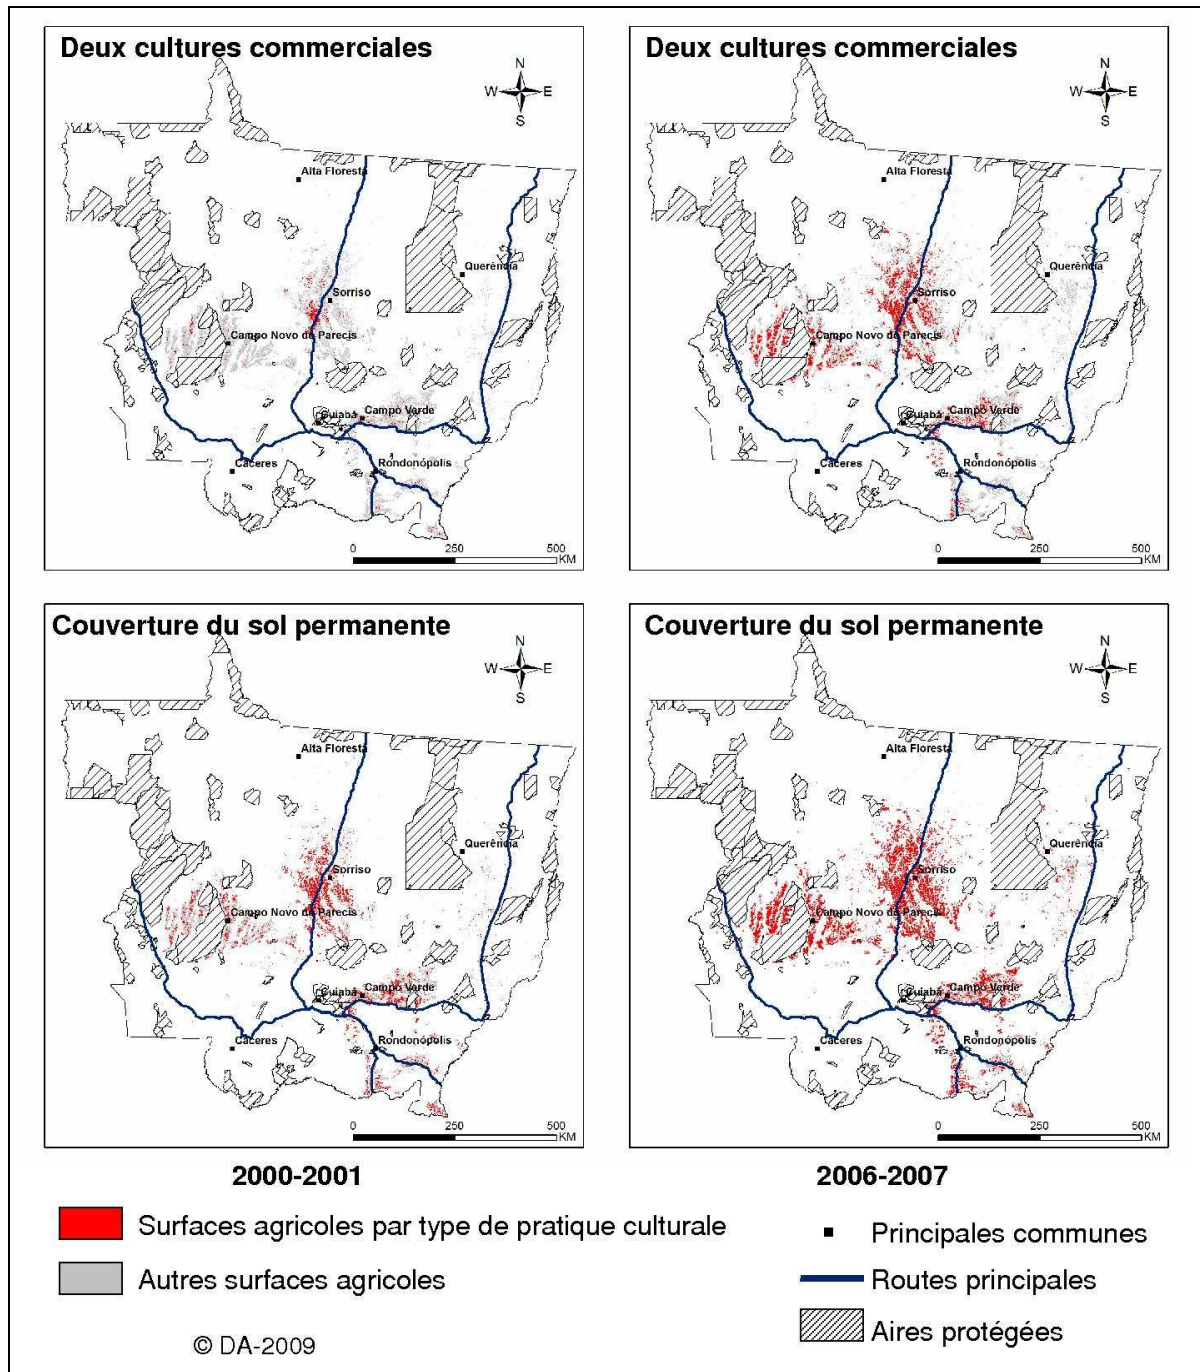 Deux cultures commerciales
N
W E
S
Alta Floresta
Querência
Sorriso
Campo Novo do Parecis
Cuiabá
Campo Verde
Rondonópolis
Cáceres
0 250 500
KM
Deux cultures commerciales
N
W E
S
Alta Floresta
Querência
Sorriso
Campo Novo do Parecis
Cuiabá
Campo Verde
Rondonópolis
Cáceres
0 250 500
KM
Couverture du sol permanente
N
W E
S
Alta Floresta
Querência
Sorriso
Campo Novo do Parecis
Cuiabá
Campo Verde
Rondonópolis
Cáceres
0 250 500
KM
Couverture du sol permanente
N
W E
S
Alta Floresta
Querência
Sorriso
Campo Novo do Parecis
Cuiabá
Campo Verde
Rondonópolis
Cáceres
0 250 500
KM
2000-2001
2006-2007
Surfaces agricoles par type de pratique culturale
Autres surfaces agricoles
Principales communes
Routes principales
Aires protégées
© DA-2009